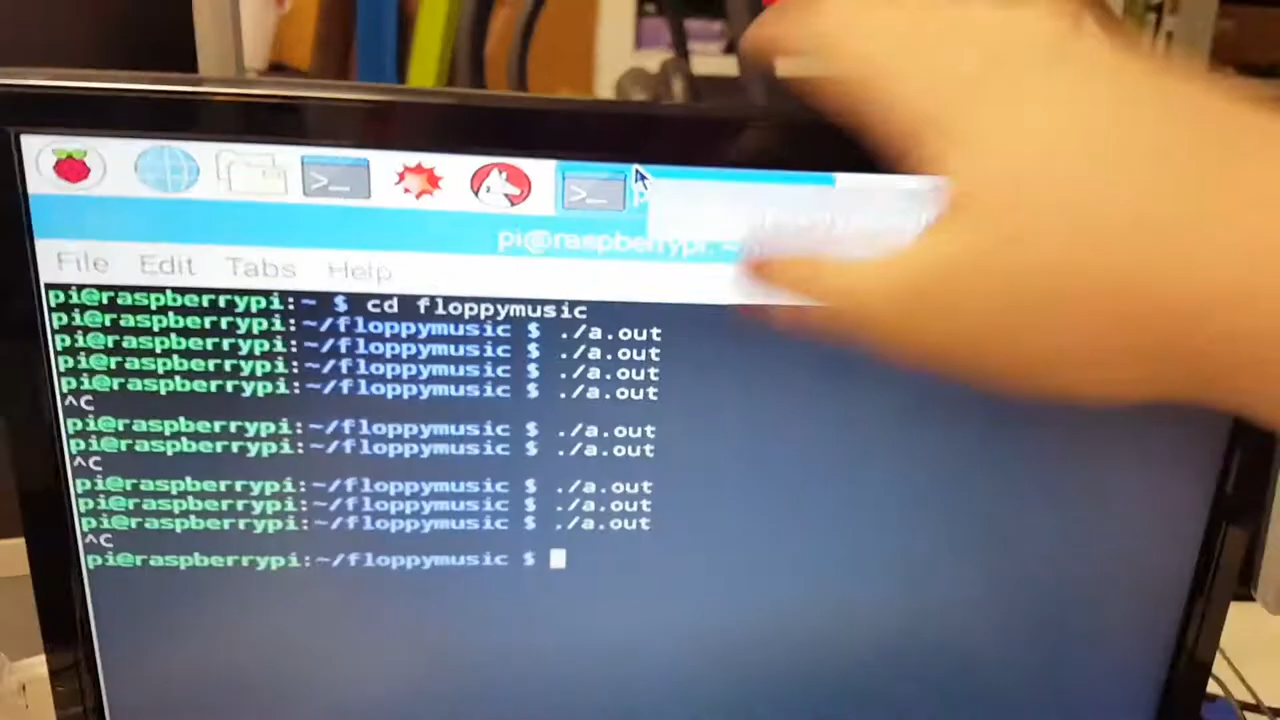 pi@raspberrypi: ~
File Edit Tabs Help
pi@raspberrypi:~ $ cd floppymusic
pi@raspberrypi:~/floppymusic $ ./a.out
pi@raspberrypi:~/floppymusic $ ./a.out
pi@raspberrypi:~/floppymusic $ ./a.out
pi@raspberrypi:~/floppymusic $ ./a.out
^C
pi@raspberrypi:~/floppymusic $ ./a.out
pi@raspberrypi:~/floppymusic $ ./a.out
^C
pi@raspberrypi:~/floppymusic $ ./a.out
pi@raspberrypi:~/floppymusic $ ./a.out
pi@raspberrypi:~/floppymusic $ ./a.out
^C
pi@raspberrypi:~/floppymusic $